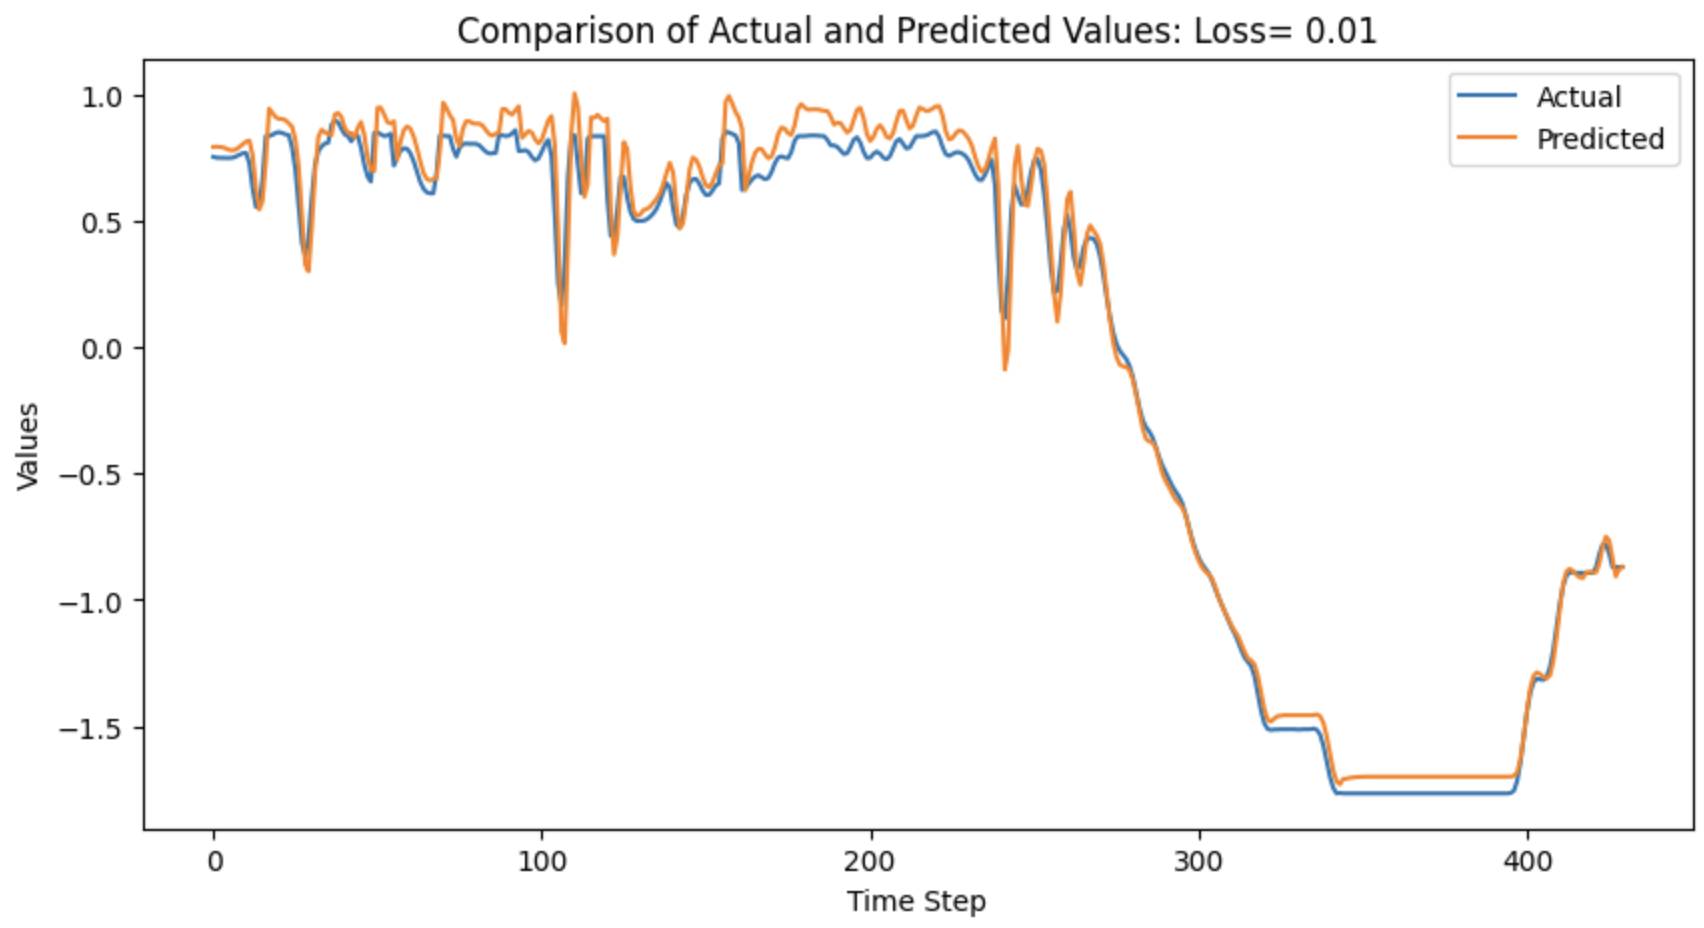 Comparison of Actual and Predicted Values: Loss= 0.01
Actual
Predicted
1.0
0.5
0.0
−0.5
−1.0
−1.5
Values
0
100
200
300
400
Time Step